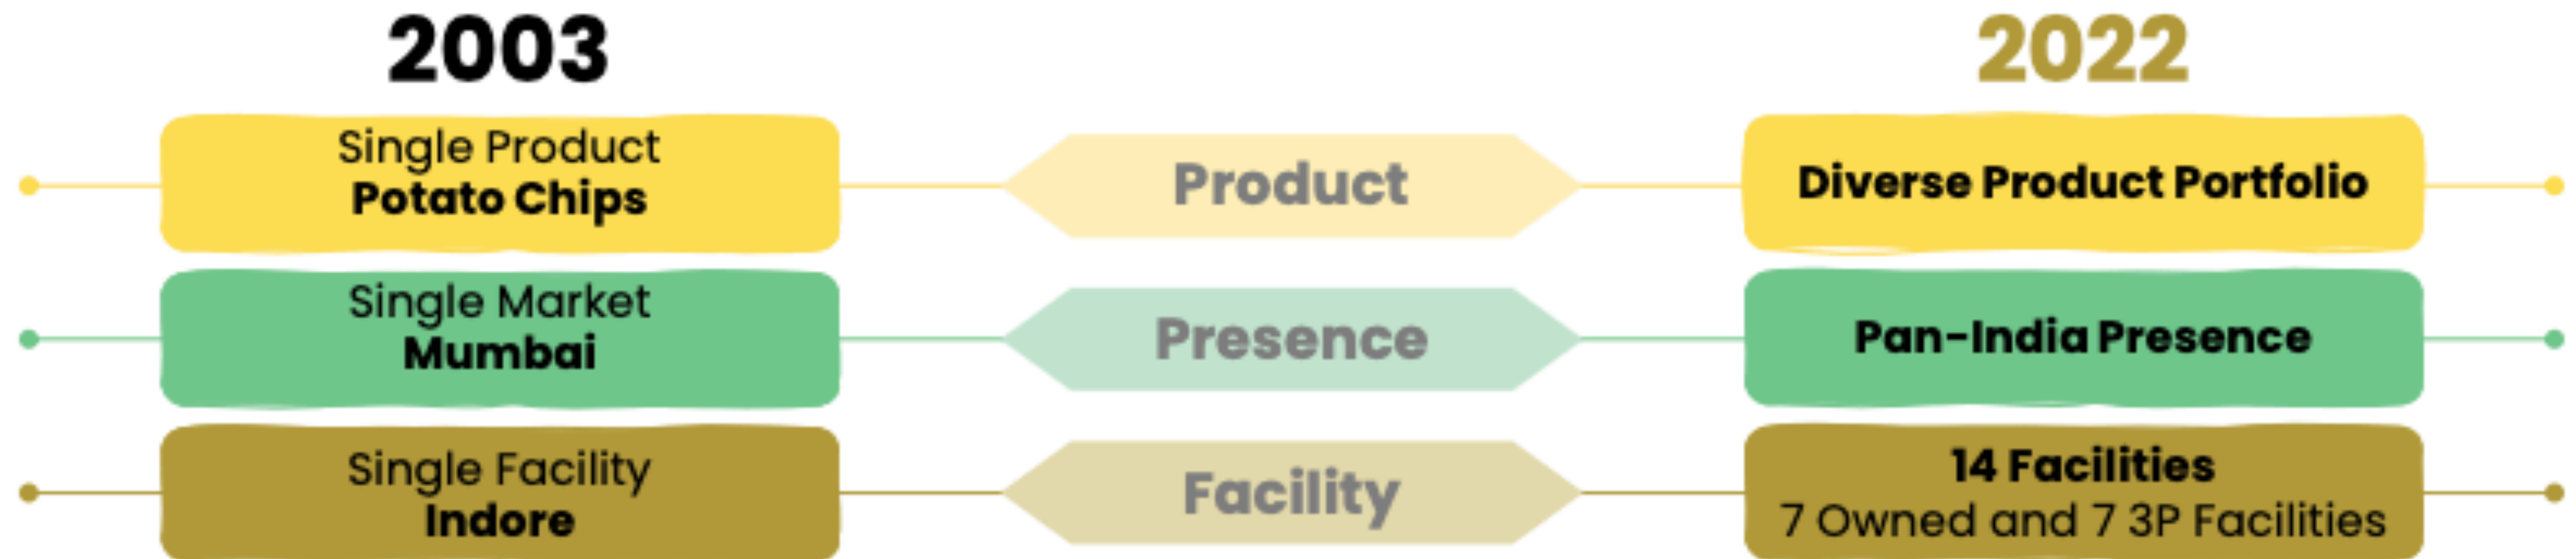 2003
2022
Single Product
Potato Chips
Product
Diverse Product Portfolio
Single Market
Mumbai
Presence
Pan-India Presence
Single Facility
Indore
Facility
14 Facilities
7 Owned and 7 3P Facilities